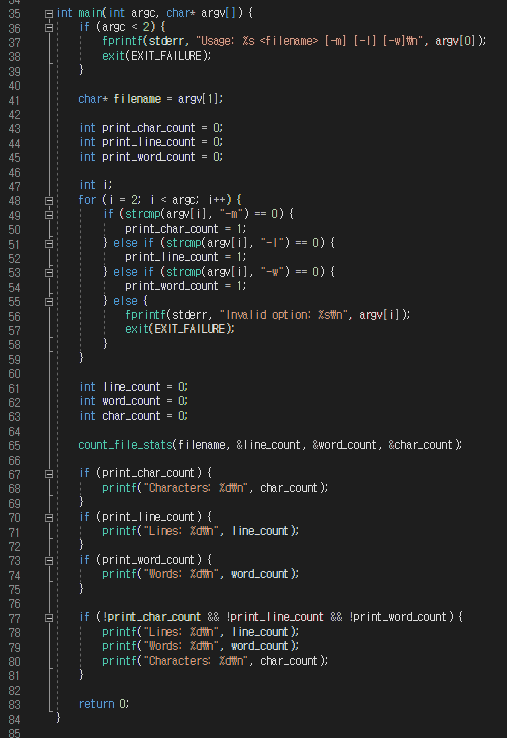 35 int main(int argc, char* argv[]) {
36 if (argc < 2) {
37 fprintf(stderr, "Usage: %s <filename> [-m] [-l] [-w]₩n", argv[0]);
38 exit(EXIT_FAILURE);
39 }
40
41 char* filename = argv[1];
42
43 int print_char_count = 0;
44 int print_line_count = 0;
45 int print_word_count = 0;
46
47 int i;
48 for (i = 2; i < argc; i++) {
49 if (strcmp(argv[i], "-m") == 0) {
50 print_char_count = 1;
51 } else if (strcmp(argv[i], "-l") == 0) {
52 print_line_count = 1;
53 } else if (strcmp(argv[i], "-w") == 0) {
54 print_word_count = 1;
55 } else {
56 fprintf(stderr, "Invalid option: %s₩n", argv[i]);
57 exit(EXIT_FAILURE);
58 }
59 }
60
61 int line_count = 0;
62 int word_count = 0;
63 int char_count = 0;
64
65 count_file_stats(filename, &line_count, &word_count, &char_count);
66
67 if (print_char_count) {
68 printf("Characters: %d₩n", char_count);
69 }
70 if (print_line_count) {
71 printf("Lines: %d₩n", line_count);
72 }
73 if (print_word_count) {
74 printf("Words: %d₩n", word_count);
75 }
76
77 if (!print_char_count && !print_line_count && !print_word_count) {
78 printf("Lines: %d₩n", line_count);
79 printf("Words: %d₩n", word_count);
80 printf("Characters: %d₩n", char_count);
81 }
82
83 return 0;
84 }
85